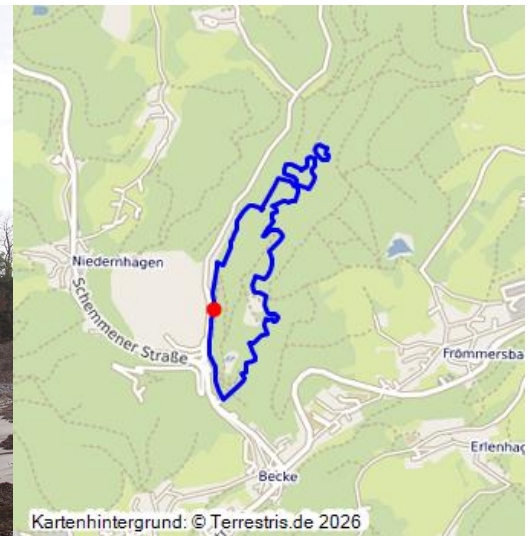 Niedernhagen
Schemmener Straße
Frömmersba
Erlenhag
Becke
Kartenhintergrund: © Terrestris.de 2026